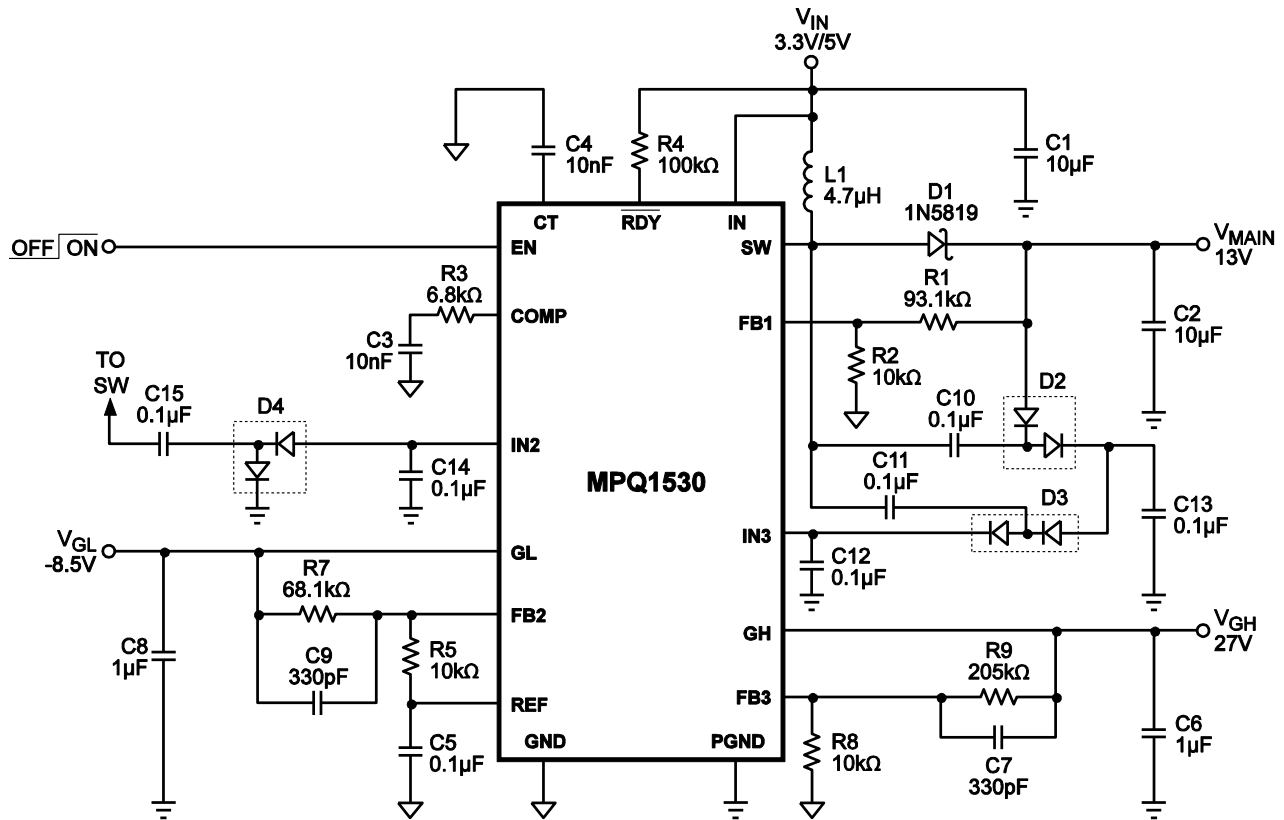 VIN
3.3V/5V
C4
10nF
R4
100kΩ
C1
10µF
L1
4.7µH
D1
1N5819
CT
RDY
IN
OFF ON
EN
SW
VMAIN
13V
R3
6.8kΩ
COMP
R1
93.1kΩ
FB1
C2
10µF
C3
10nF
R2
10kΩ
TO
SW
C15
0.1µF
D4
D2
C10
0.1µF
IN2
C14
0.1µF
MPQ1530
C11
0.1µF
D3
C13
0.1µF
IN3
VGL
-8.5V
GL
C12
0.1µF
R7
68.1kΩ
FB2
GH
VGH
27V
C8
1µF
C9
330pF
R5
10kΩ
R9
205kΩ
REF
FB3
C5
0.1µF
GND
PGND
R8
10kΩ
C7
330pF
C6
1µF